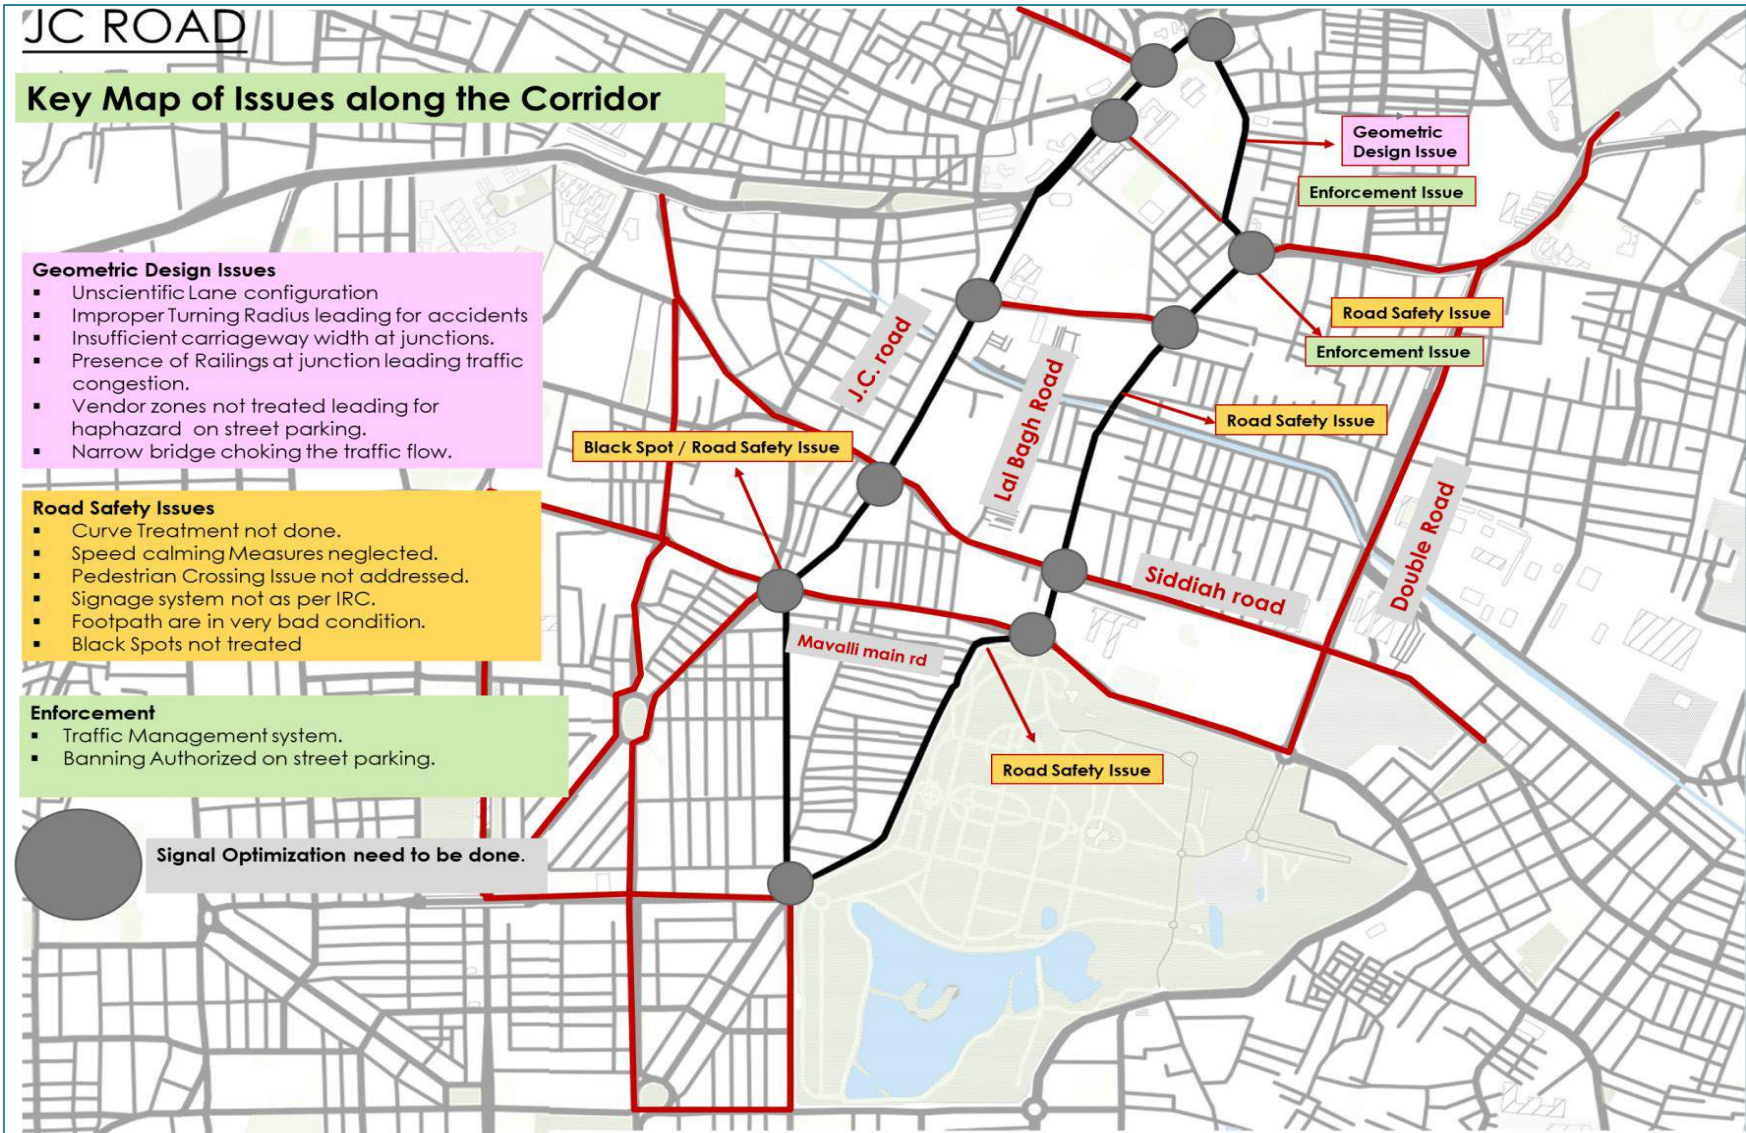 JC ROAD
Key Map of Issues along the Corridor
Geometric
Design Issue
Enforcement Issue
Geometric Design Issues
▪ Unscientific Lane configuration
▪ Improper Turning Radius leading for accidents
▪ Insufficient carriageway width at junctions.
▪ Presence of Railings at junction leading traffic
congestion.
▪ Vendor zones not treated leading for
haphazard on street parking.
▪ Narrow bridge choking the traffic flow.
Road Safety Issue
Enforcement Issue
J.C. road
Lal Bagh Road
Road Safety Issue
Black Spot / Road Safety Issue
Double Road
Siddiah road
Mavalli main rd
Road Safety Issues
▪ Curve Treatment not done.
▪ Speed calming Measures neglected.
▪ Pedestrian Crossing Issue not addressed.
▪ Signage system not as per IRC.
▪ Footpath are in very bad condition.
▪ Black Spots not treated
Enforcement
▪ Traffic Management system.
▪ Banning Authorized on street parking.
Road Safety Issue
Signal Optimization need to be done.